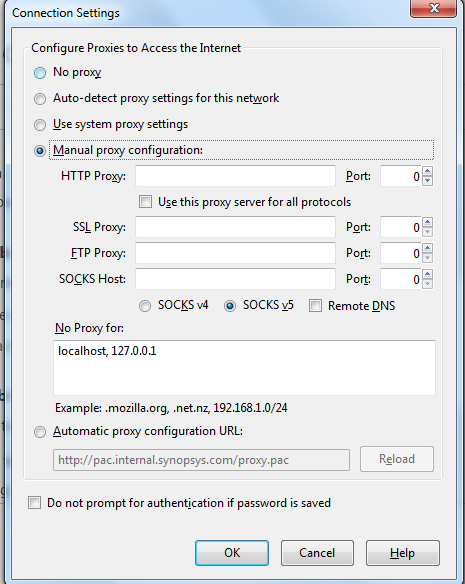 Connection Settings
Configure Proxies to Access the Internet
No proxy
Auto-detect proxy settings for this network
Use system proxy settings
Manual proxy configuration:
HTTP Proxy: Port: 0
Use this proxy server for all protocols
SSL Proxy: Port: 0
FTP Proxy: Port: 0
SOCKS Host: Port: 0
SOCKS v4 SOCKS v5 Remote DNS
No Proxy for:
localhost, 127.0.0.1
Example: .mozilla.org, .net.nz, 192.168.1.0/24
Automatic proxy configuration URL:
http://pac.internal.synopsys.com/proxy.pac Reload
Do not prompt for authentication if password is saved
OK Cancel Help